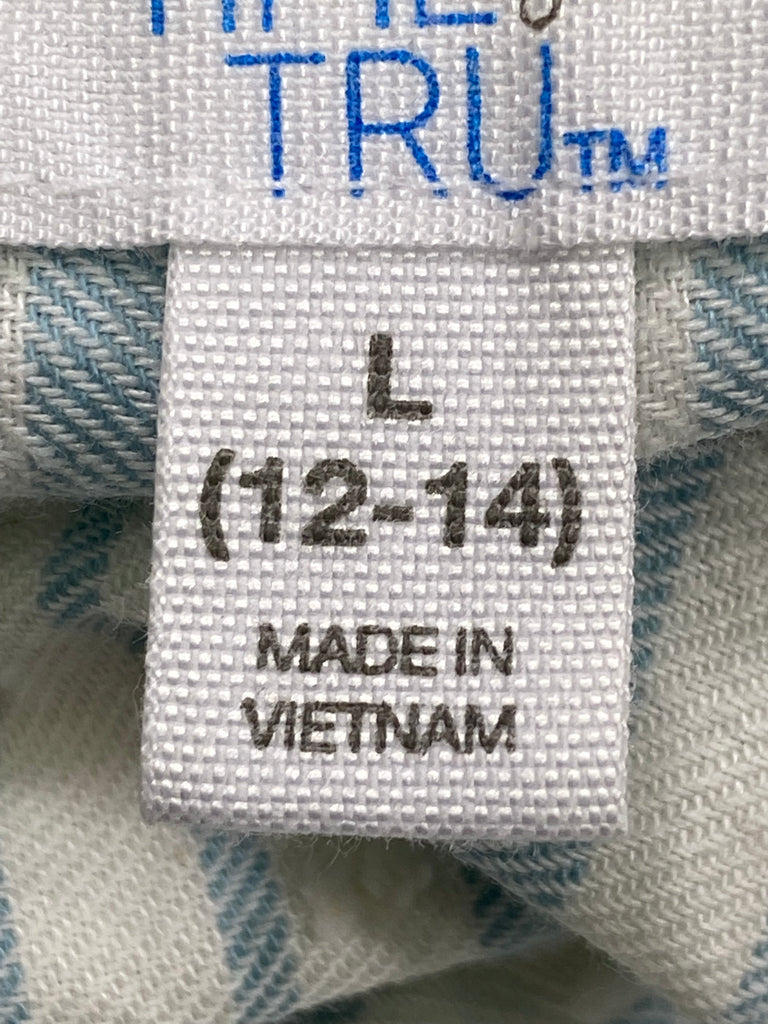 TRU™
L
(12-14)
MADE IN
VIETNAM